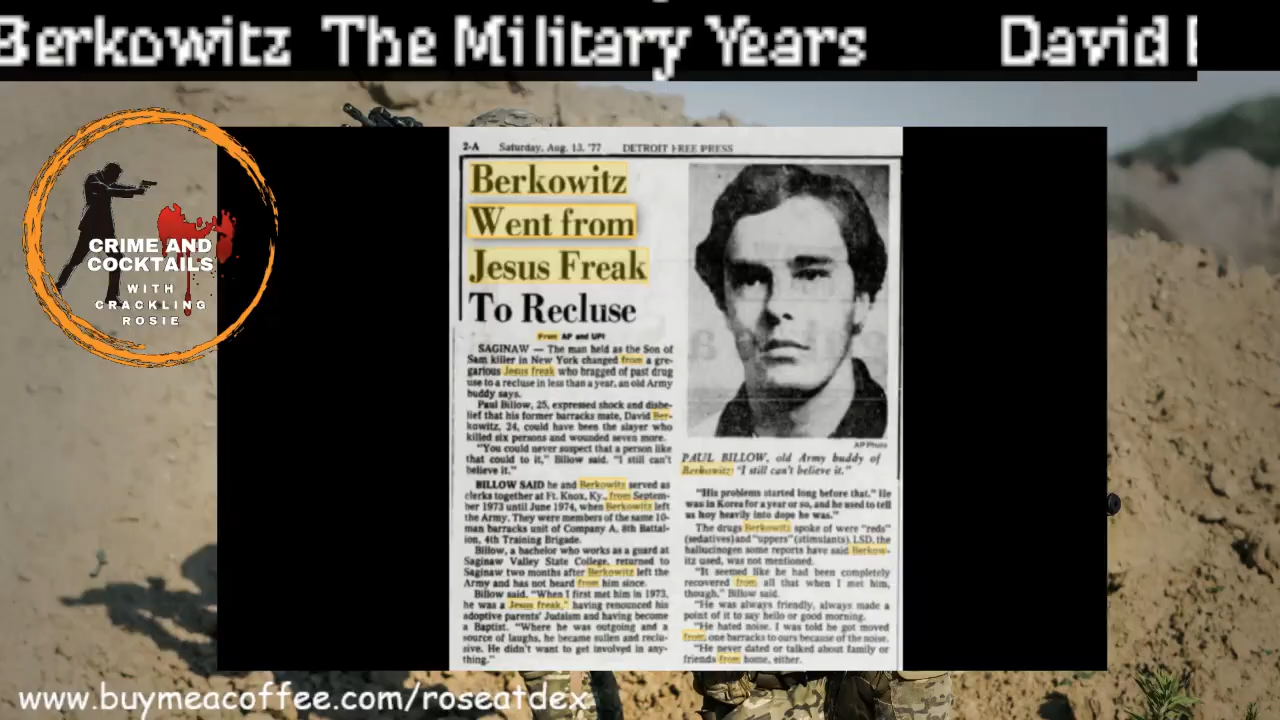 Berkowitz The Military Years David
CRIME AND
COCKTAILS
WITH
CRACKLING
ROSIE
2-A Saturday, Aug. 13, '77 DETROIT FREE PRESS
Berkowitz
Went from
Jesus Freak
To Recluse
From AP and UPI
SAGINAW — The man held as the Son of
Sam killer in New York changed from a gre-
garious Jesus freak who bragged of past drug
use to a recluse in less than a year, an old Army
buddy says.
Paul Billow, 25, expressed shock and disbe-
lief that his former barracks mate, David Ber-
kowitz, 24, could have been the slayer who
killed six persons and wounded seven more.
"You could never suspect that a person like
that could to it," Billow said. "I still can't
believe it."
BILLOW SAID he and Berkowitz served as
clerks together at Ft. Knox, Ky., from Septem-
ber 1973 until June 1974, when Berkowitz left
the Army. They were members of the same 10-
man barracks unit of Company A, 8th Battal-
ion, 4th Training Brigade.
Billow, a bachelor who works as a guard at
Saginaw Valley State College, returned to
Saginaw two months after Berkowitz left the
Army and has not heard from him since.
Billow said. "When I first met him in 1973,
he was a Jesus freak," having renounced his
adoptive parents' Judaism and having become
a Baptist. "Where he was outgoing and a
source of laughs, he became sullen and reclu-
sive. He didn't want to get involved in any-
thing."
AP Photo
PAUL BILLOW, old Army buddy of
Berkowitz: "I still can't believe it."
"His problems started long before that." He
was in Korea for a year or so, and he used to tell
us hoy heavily into dope he was."
The drugs Berkowitz spoke of were "reds"
(sedatives) and "uppers" (stimulants). LSD, the
hallucinogen some reports have said Berkow-
itz used, was not mentioned.
"It seemed like he had been completely
recovered from all that when I met him,
though," Billow said.
"He was always friendly, always made a
point of it to say hello or good morning.
"He hated noise. I was told he got moved
from one barracks to ours because of the noise.
"He never dated or talked about family or
friends from home, either.
www.buymeacoffee.com/roseatdex